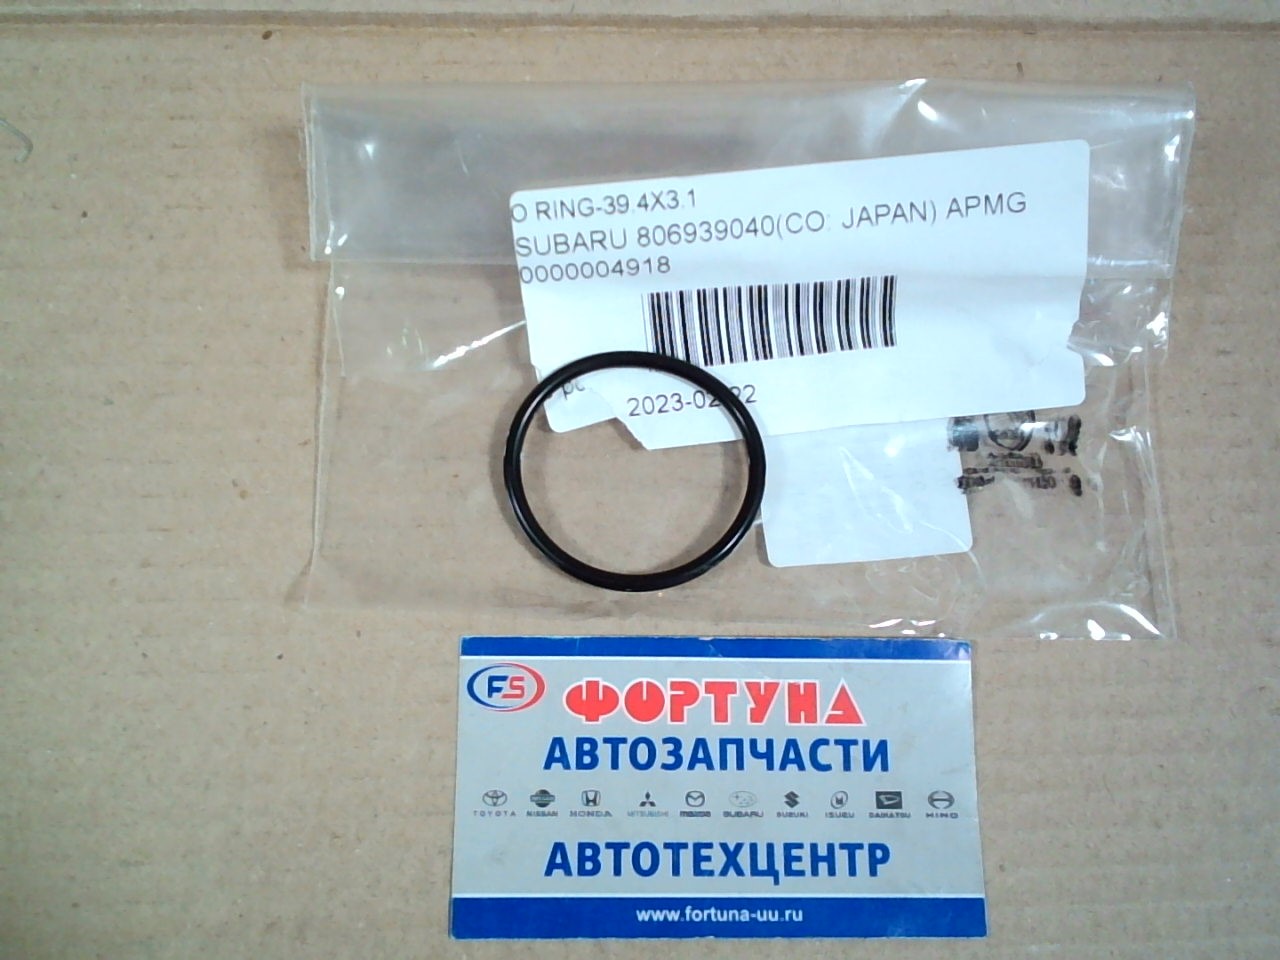 O RING-39.4X3.1
SUBARU 806939040(CO: JAPAN) APMG
0000004918
2023-02-22
FS
ФОРТУНА
АВТОЗАПЧАСТИ
TOYOTA NISSAN HONDA MITSUBISHI mazda SUBARU SUZUKI ISUZU DAIHATSU HINO
АВТОТЕХЦЕНТР
www.fortuna-uu.ru